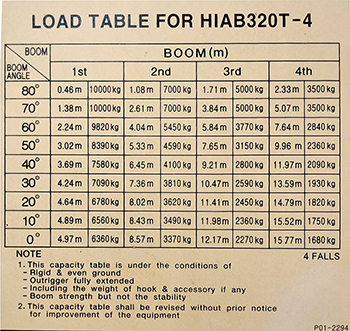 LOAD TABLE FOR HIAB320T-4
BOOM BOOM (m)
BOOM ANGLE 1st 2nd 3rd 4th
80° 0.46 m 10000 kg 1.08 m 7000 kg 1.71 m 5000 kg 2.33 m 3500 kg
70° 1.38 m 10000 kg 2.61 m 7000 kg 3.84 m 5000 kg 5.07 m 3500 kg
60° 2.24 m 9820 kg 4.04 m 5450 kg 5.84 m 3770 kg 7.64 m 2840 kg
50° 3.02 m 8390 kg 5.33 m 4590 kg 7.65 m 3150 kg 9.96 m 2360 kg
40° 3.69 m 7580 kg 6.45 m 4100 kg 9.21 m 2800 kg 11.97 m 2090 kg
30° 4.24 m 7090 kg 7.36 m 3810 kg 10.47 m 2590 kg 13.59 m 1930 kg
20° 4.64 m 6780 kg 8.02 m 3620 kg 11.41 m 2450 kg 14.79 m 1820 kg
10° 4.89 m 6560 kg 8.43 m 3490 kg 11.98 m 2360 kg 15.52 m 1750 kg
0° 4.97 m 6360 kg 8.57 m 3370 kg 12.17 m 2270 kg 15.77 m 1680 kg
NOTE 4 FALLS
1. This capacity table is under the conditions of
- Rigid & even ground
- Outrigger fully extended
- Including the weight of hook & accessory if any
- Boom strength but not the stability
2. This capacity table shall be revised without prior notice
for improvement of the equipment
P01-2294